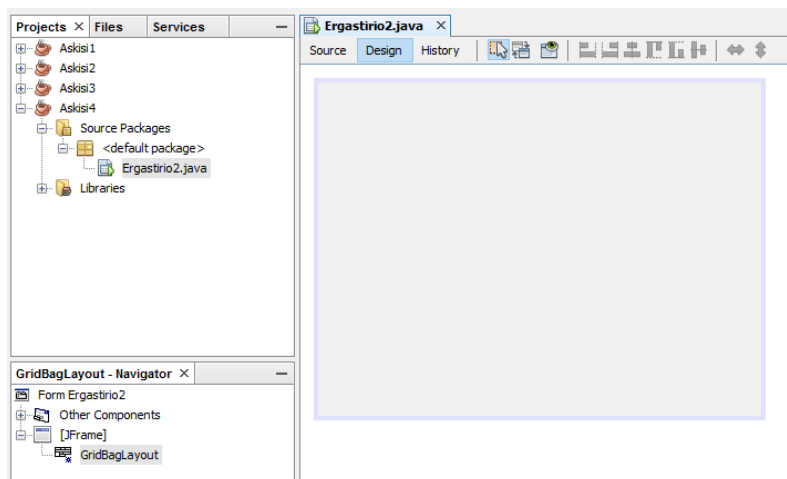 Projects × Files Services
Askisi1
Askisi2
Askisi3
Askisi4
Source Packages
<default package>
Ergastirio2.java
Libraries
GridBagLayout - Navigator ×
Form Ergastirio2
Other Components
[JFrame]
GridBagLayout
Ergastirio2.java ×
Source Design History